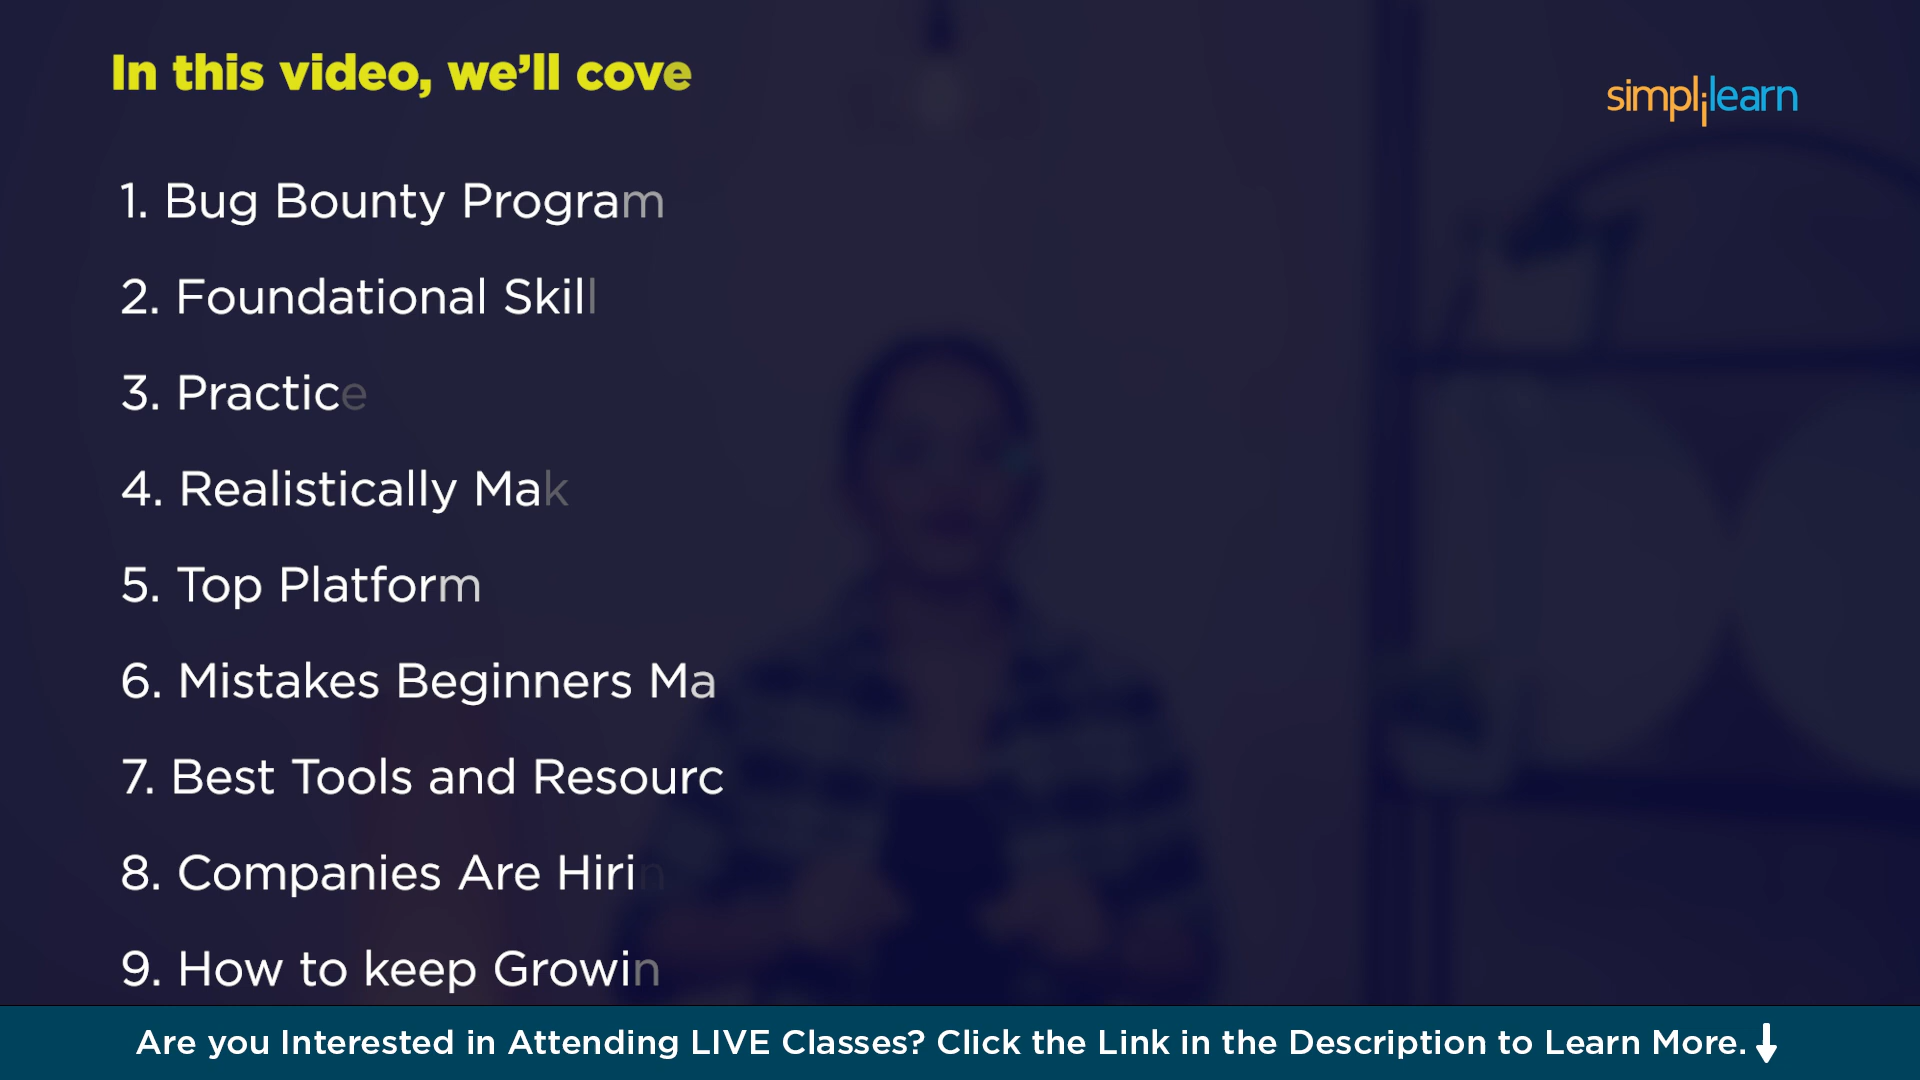 In this video, we'll cove
simplilearn
1. Bug Bounty Program
2. Foundational Skill
3. Practice
4. Realistically Mak
5. Top Platform
6. Mistakes Beginners Ma
7. Best Tools and Resourc
8. Companies Are Hirin
9. How to keep Growin
Are you Interested in Attending LIVE Classes? Click the Link in the Description to Learn More.